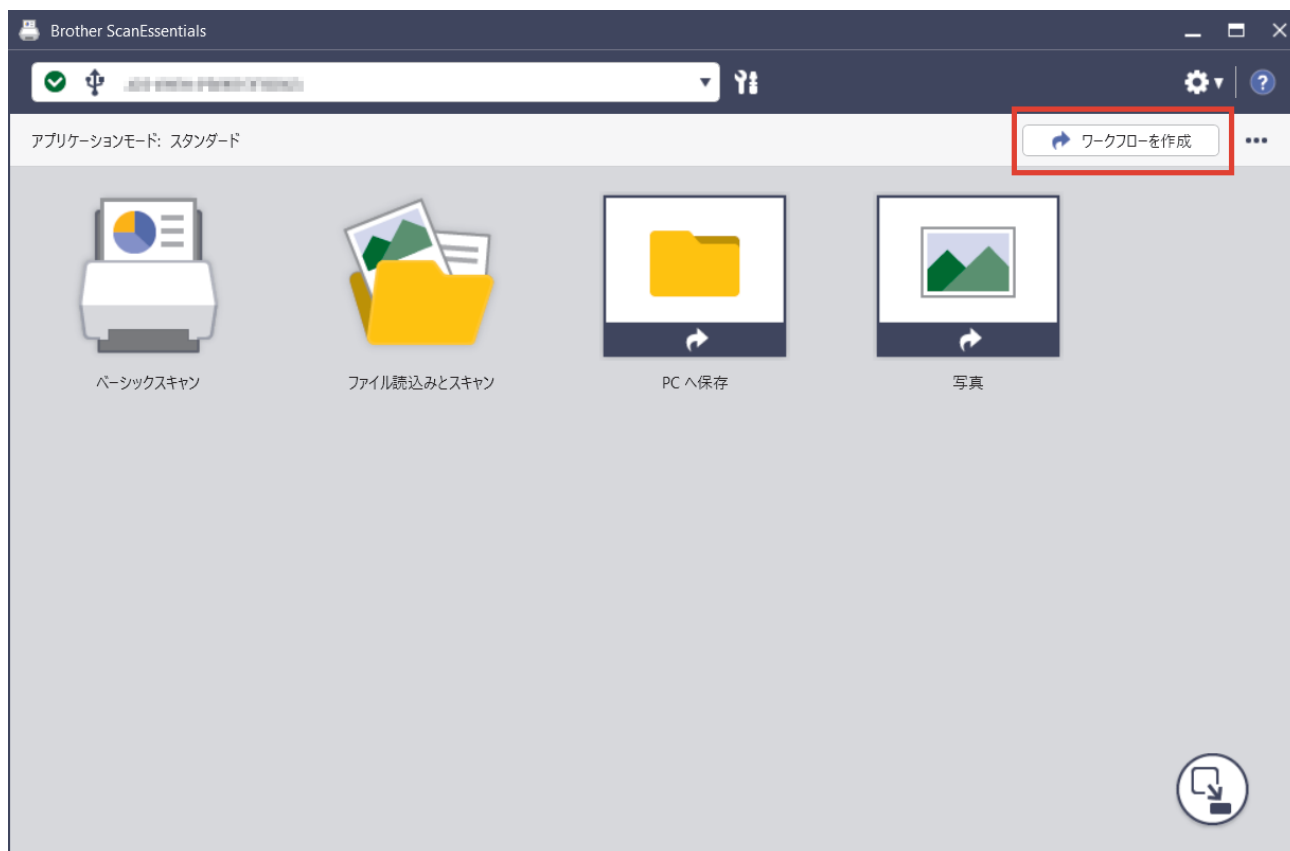 Brother ScanEssentials
アプリケーションモード: スタンダード
ワークフローを作成
ベーシックスキャン
ファイル読込みとスキャン
PC へ保存
写真